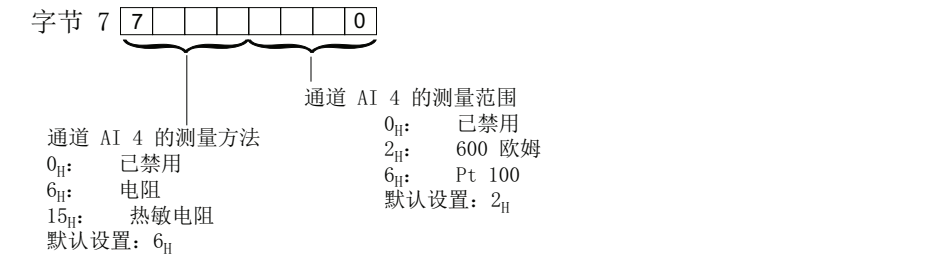 字节 7 7 0
通道 AI 4 的测量范围
0H: 已禁用
2H: 600 欧姆
6H: Pt 100
默认设置: 2H
通道 AI 4 的测量方法
0H: 已禁用
6H: 电阻
15H: 热敏电阻
默认设置: 6H